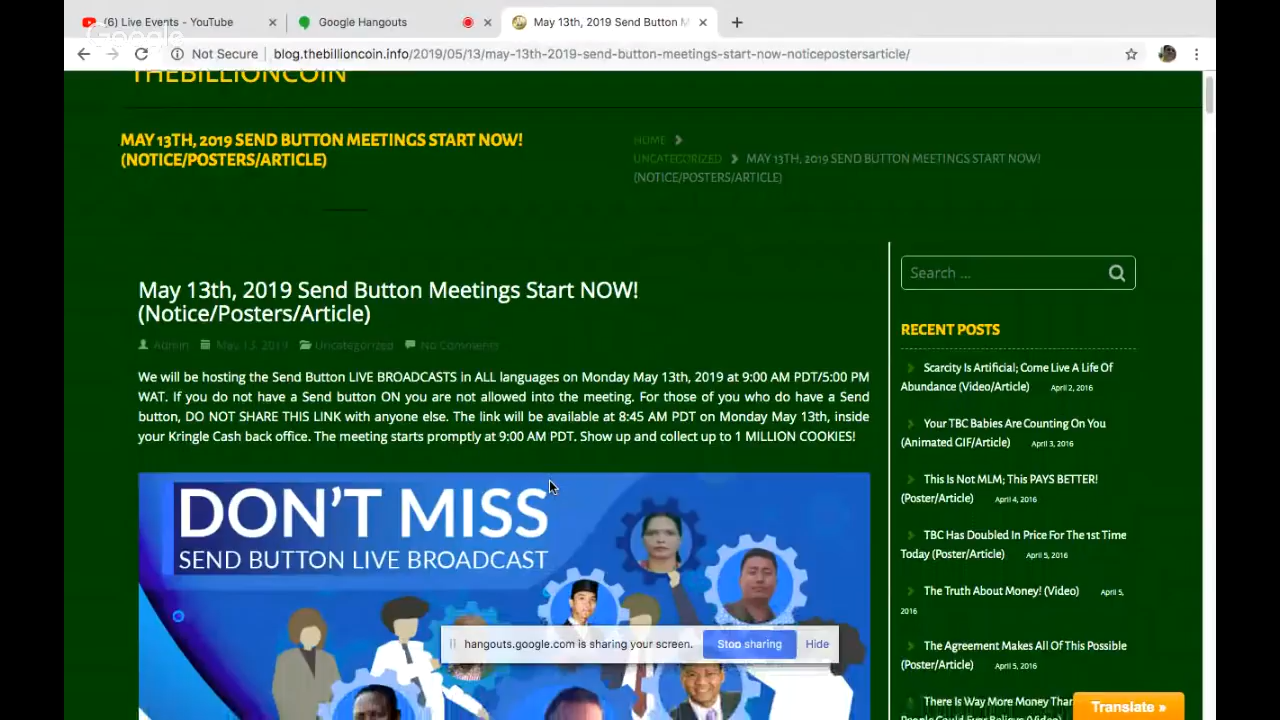 (6) Live Events - YouTube
Google Hangouts
May 13th, 2019 Send Button M
Google
Not Secure
blog.thebillioncoin.info/2019/05/13/may-13th-2019-send-button-meetings-start-now-noticepostersarticle/
THEBILLIONCOIN
MAY 13TH, 2019 SEND BUTTON MEETINGS START NOW!
(NOTICE/POSTERS/ARTICLE)
HOME
UNCATEGORIZED
MAY 13TH, 2019 SEND BUTTON MEETINGS START NOW!
(NOTICE/POSTERS/ARTICLE)
May 13th, 2019 Send Button Meetings Start NOW!
(Notice/Posters/Article)
Admin
May 13, 2019
Uncategorized
No Comments
We will be hosting the Send Button LIVE BROADCASTS in ALL languages on Monday May 13th, 2019 at 9:00 AM PDT/5:00 PM
WAT. If you do not have a Send button ON you are not allowed into the meeting. For those of you who do have a Send
button, DO NOT SHARE THIS LINK with anyone else. The link will be available at 8:45 AM PDT on Monday May 13th, inside
your Kringle Cash back office. The meeting starts promptly at 9:00 AM PDT. Show up and collect up to 1 MILLION COOKIES!
DON'T MISS
SEND BUTTON LIVE BROADCAST
hangouts.google.com is sharing your screen.
Stop sharing
Hide
Search ...
RECENT POSTS
Scarcity Is Artificial; Come Live A Life Of
Abundance (Video/Article) April 2, 2016
Your TBC Babies Are Counting On You
(Animated GIF/Article) April 3, 2016
This Is Not MLM; This PAYS BETTER!
(Poster/Article) April 4, 2016
TBC Has Doubled In Price For The 1st Time
Today (Poster/Article) April 5, 2016
The Truth About Money! (Video) April 5,
2016
The Agreement Makes All Of This Possible
(Poster/Article) April 5, 2016
There Is Way More Money Than
People Could Ever Believe (Video)
Translate »